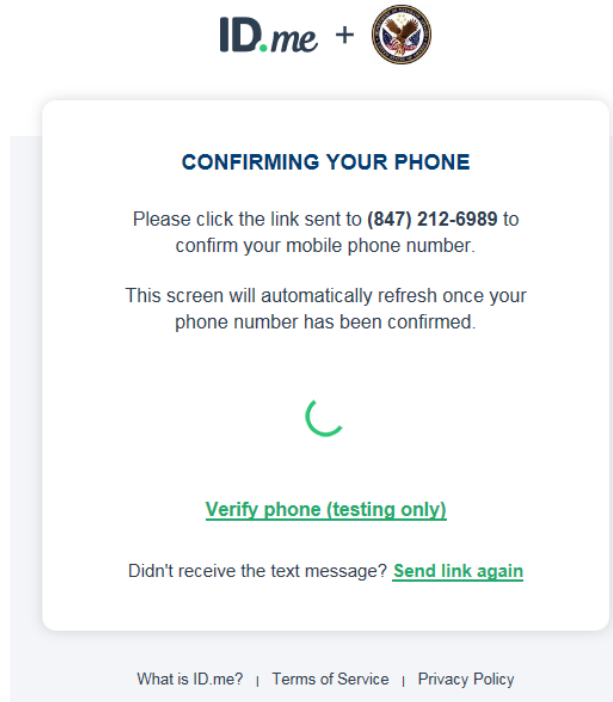 ID.me +
CONFIRMING YOUR PHONE
Please click the link sent to (847) 212-6989 to
confirm your mobile phone number.
This screen will automatically refresh once your
phone number has been confirmed.
Verify phone (testing only)
Didn't receive the text message? Send link again
What is ID.me? | Terms of Service | Privacy Policy